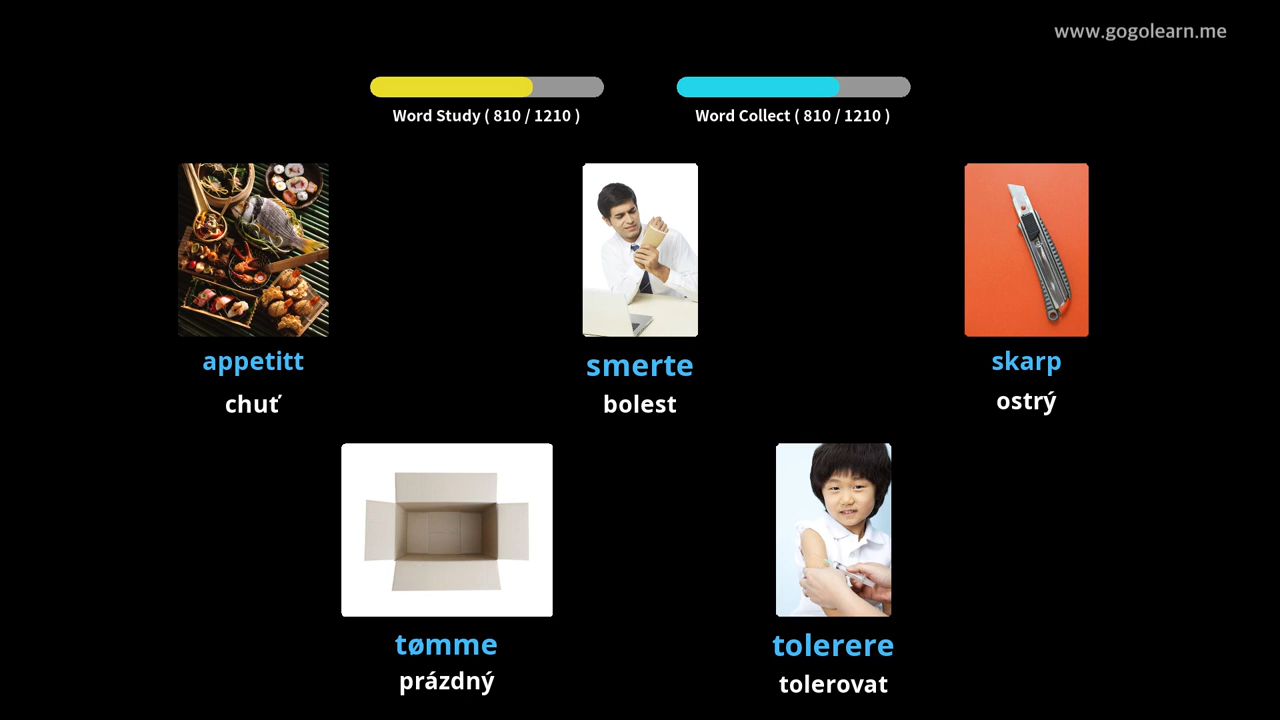 www.gogolearn.me
Word Study ( 810 / 1210 )
Word Collect ( 810 / 1210 )
appetitt
chuť
smerte
bolest
skarp
ostrý
tømme
prázdný
tolerere
tolerovat